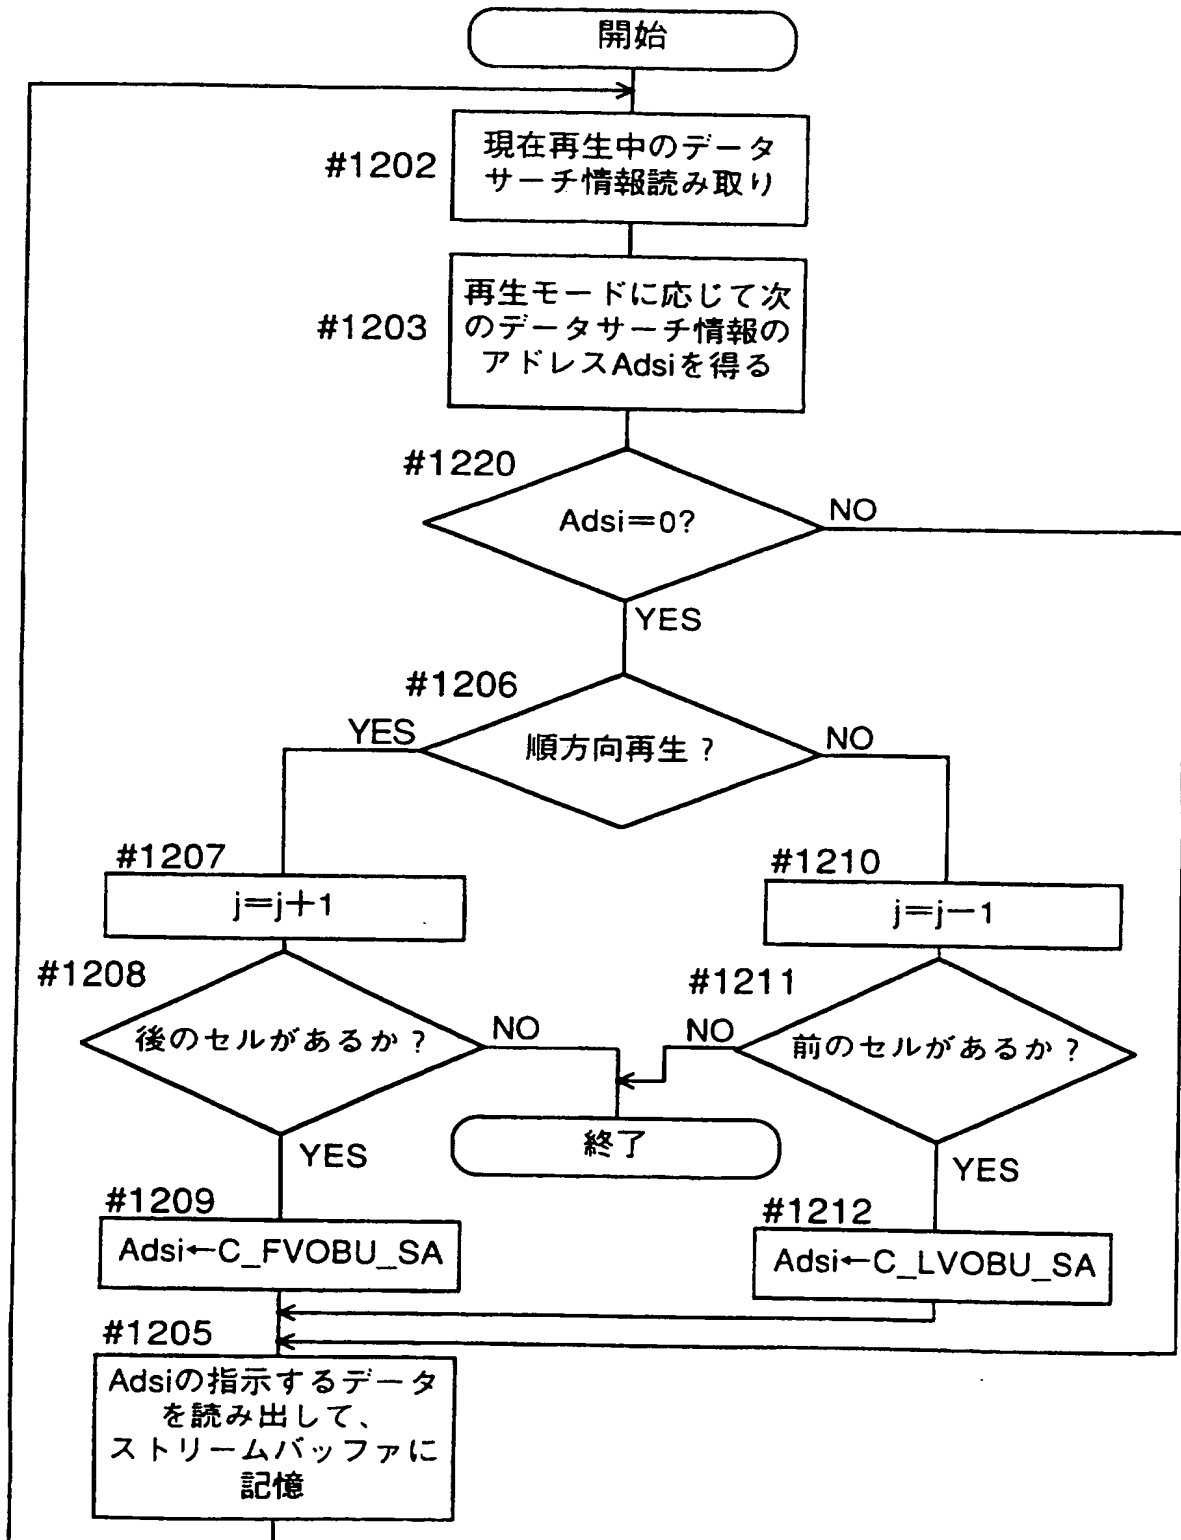 開始
#1202
現在再生中のデータ
サーチ情報読み取り
#1203
再生モードに応じて次
のデータサーチ情報の
アドレスAdsiを得る
#1220
Adsi=0?
NO
YES
#1206
順方向再生？
YES
NO
#1207
j=j+1
#1210
j=j-1
#1208
後のセルがあるか？
NO
#1211
前のセルがあるか？
NO
終了
YES
YES
#1209
Adsi←C_FVOBU_SA
#1212
Adsi←C_LVOBU_SA
#1205
Adsiの指示するデータ
を読み出して、
ストリームバッファに
記憶